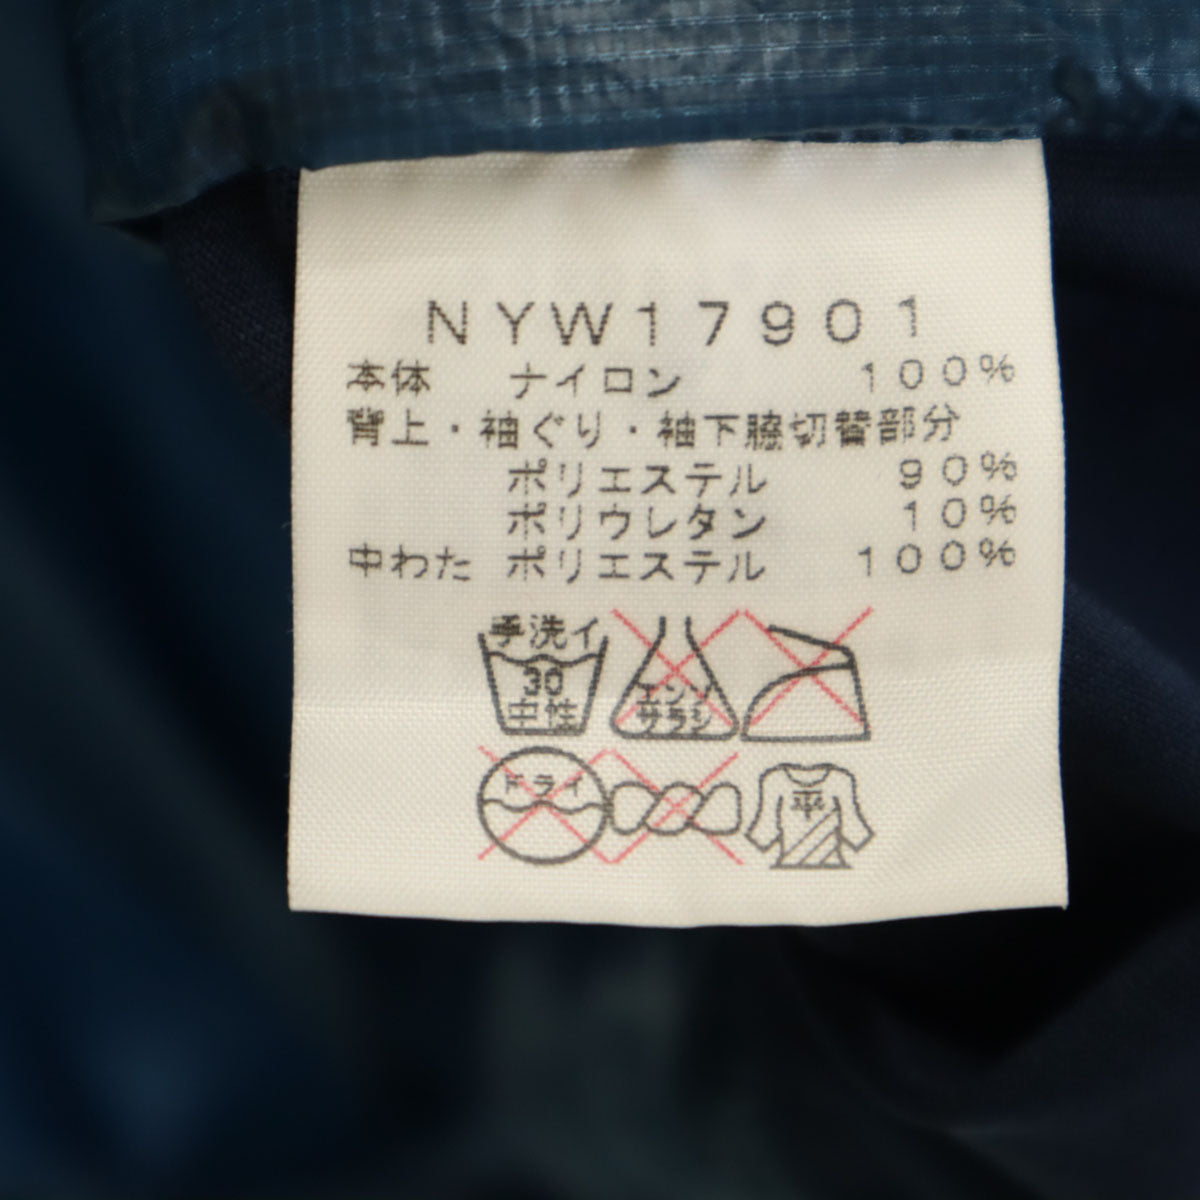 NYW17901
本体 ナイロン 100%
背上・袖ぐり・袖下脇切替部分
ポリエステル 90%
ポリウレタン 10%
中わた ポリエステル 100%
手洗イ
30
中性
エンソ
サラシ
ドライ
平